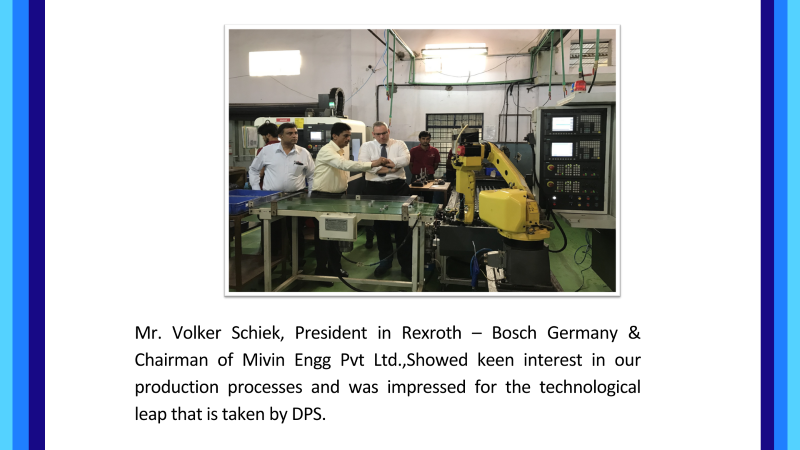 Mr. Volker Schiek, President in Rexroth – Bosch Germany &
Chairman of Mivin Engg Pvt Ltd.,Showed keen interest in our
production processes and was impressed for the technological
leap that is taken by DPS.